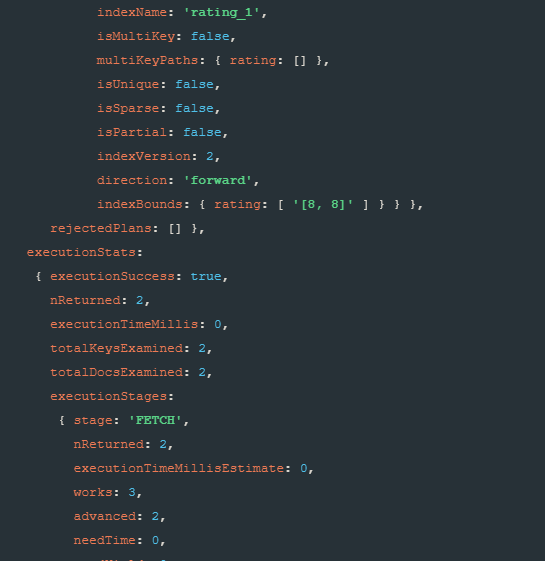 indexName: 'rating_1',
isMultiKey: false,
multiKeyPaths: { rating: [] },
isUnique: false,
isSparse: false,
isPartial: false,
indexVersion: 2,
direction: 'forward',
indexBounds: { rating: [ '[8, 8]' ] } } },
rejectedPlans: [] },
executionStats:
{ executionSuccess: true,
nReturned: 2,
executionTimeMillis: 0,
totalKeysExamined: 2,
totalDocsExamined: 2,
executionStages:
{ stage: 'FETCH',
nReturned: 2,
executionTimeMillisEstimate: 0,
works: 3,
advanced: 2,
needTime: 0,